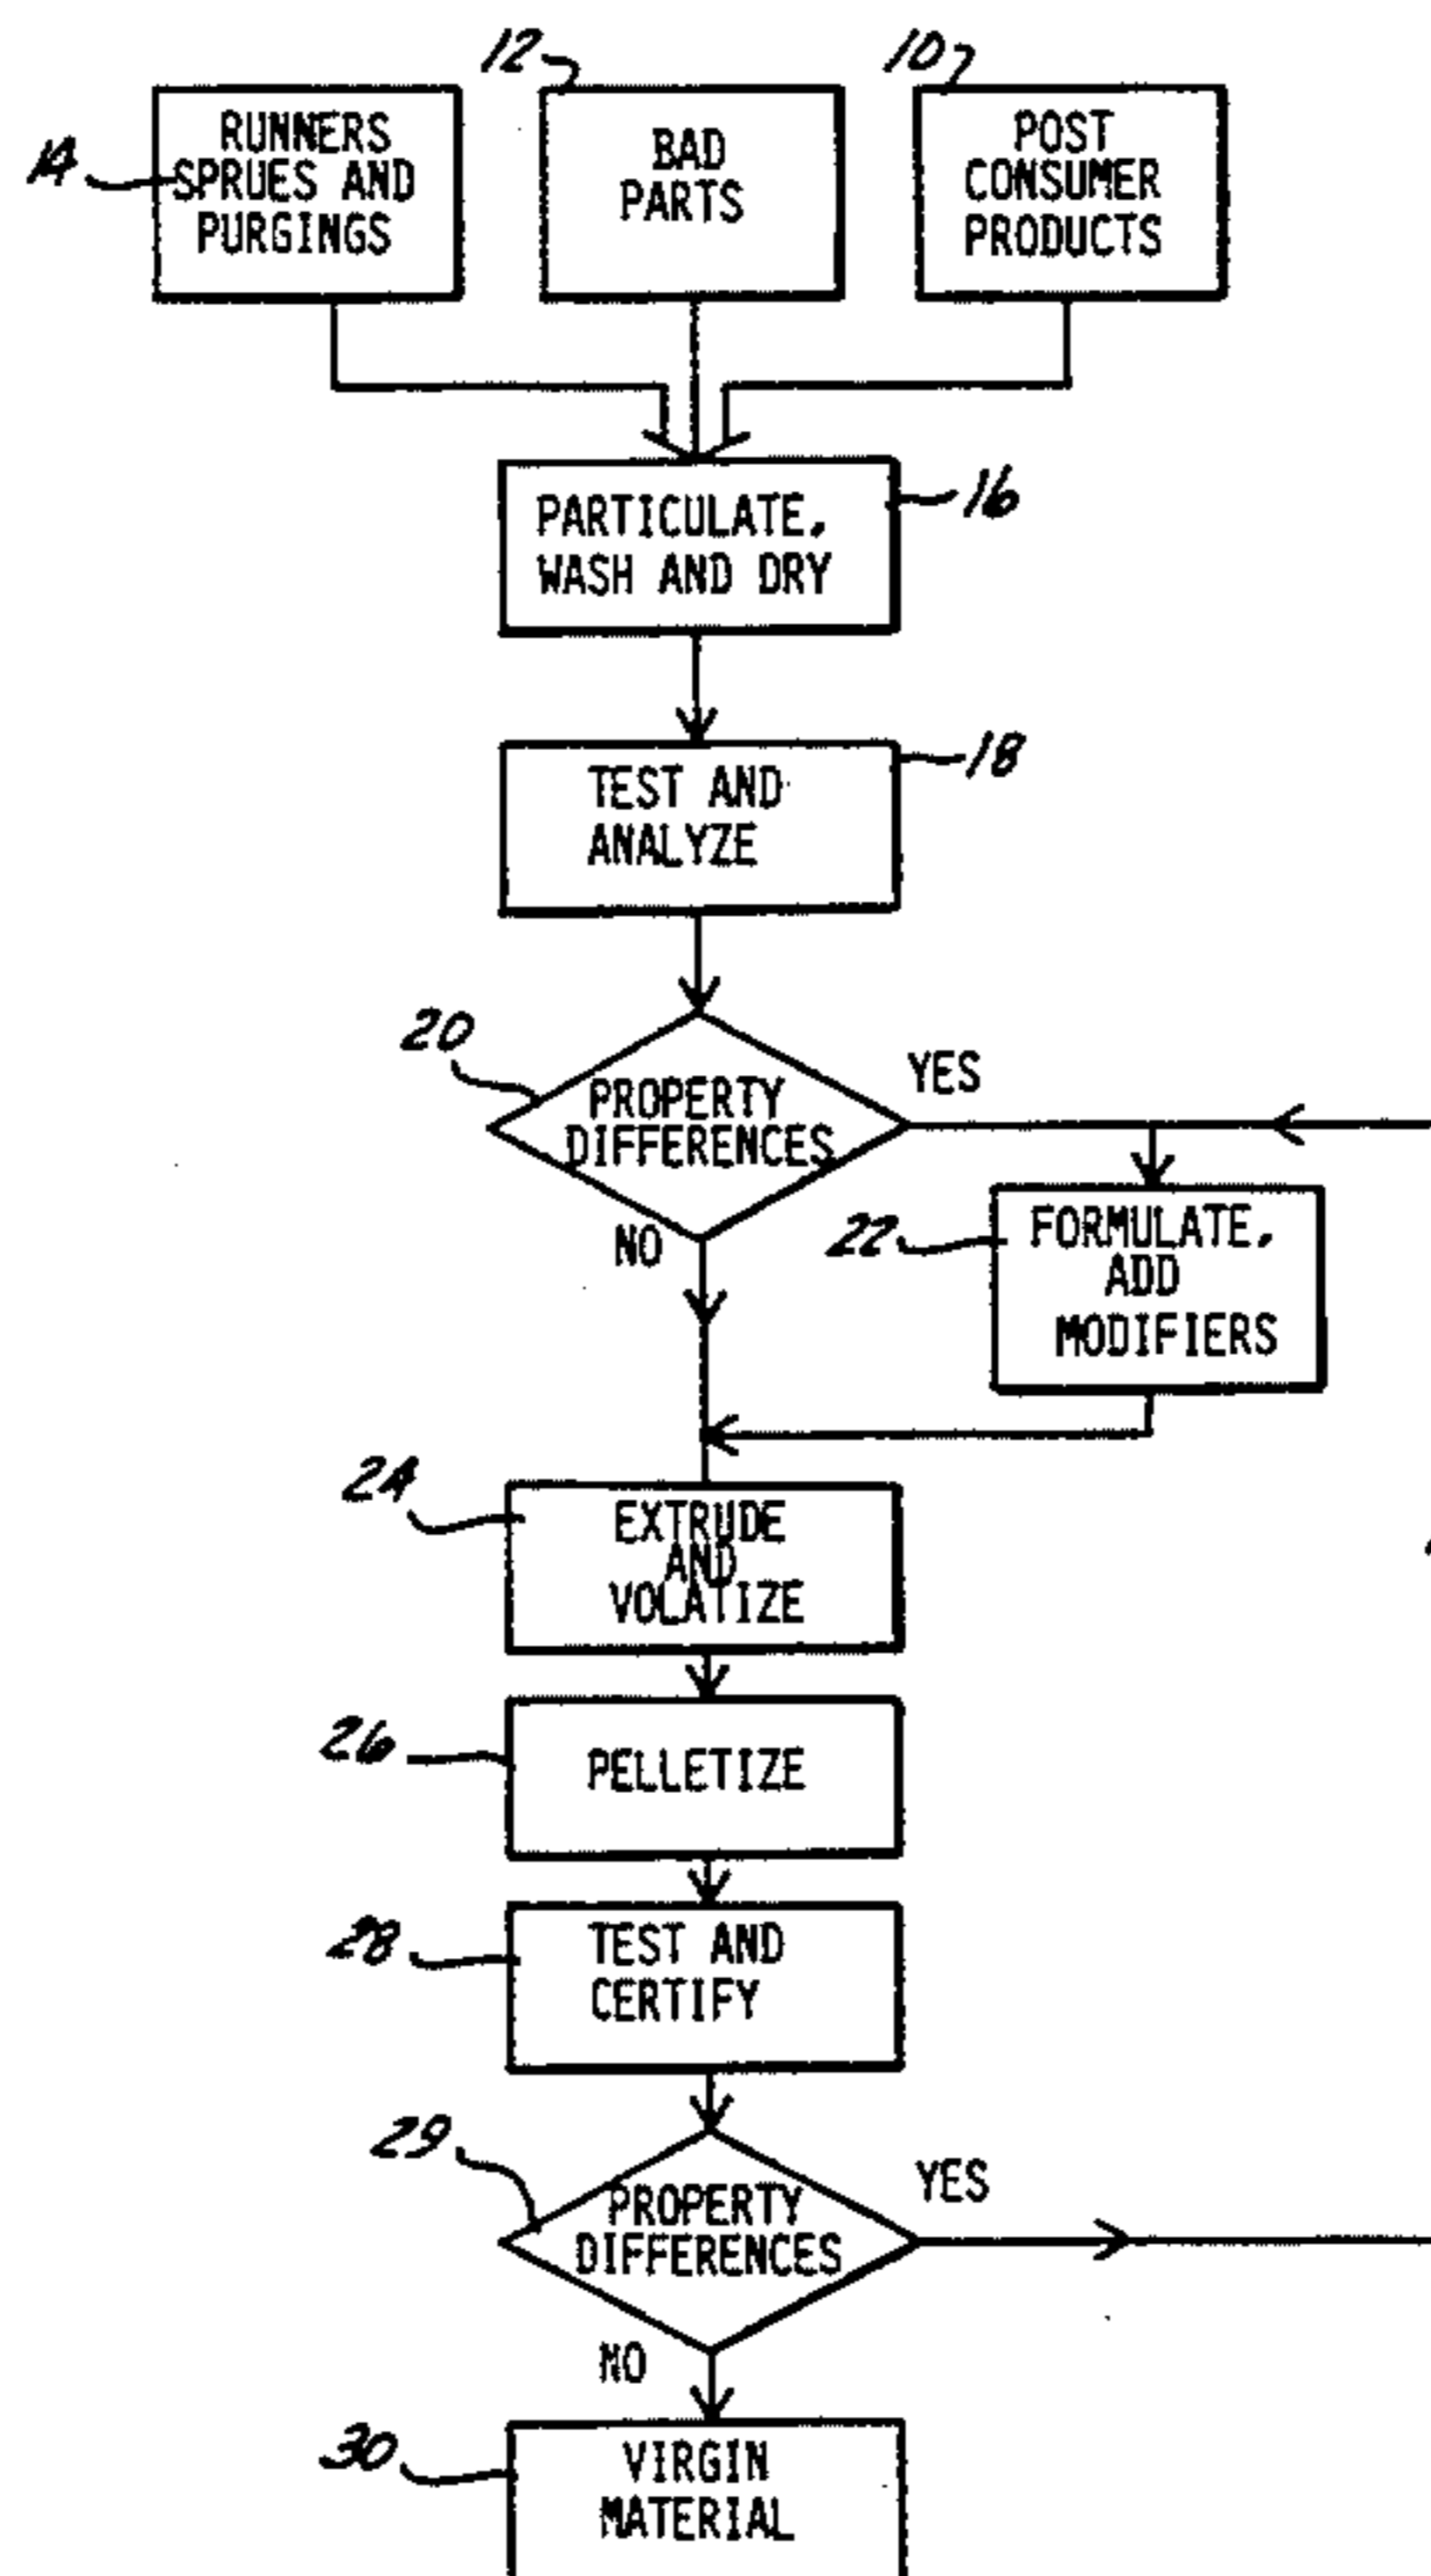 12
10
14
RUNNERS
SPRUES AND
PURGINGS
BAD
PARTS
POST
CONSUMER
PRODUCTS
16
PARTICULATE,
WASH AND DRY
18
TEST AND
ANALYZE
20
PROPERTY
DIFFERENCES
YES
NO
22
FORMULATE,
ADD
MODIFIERS
24
EXTRUDE
AND
VOLATIZE
26
PELLETIZE
28
TEST AND
CERTIFY
29
PROPERTY
DIFFERENCES
YES
NO
30
VIRGIN
MATERIAL